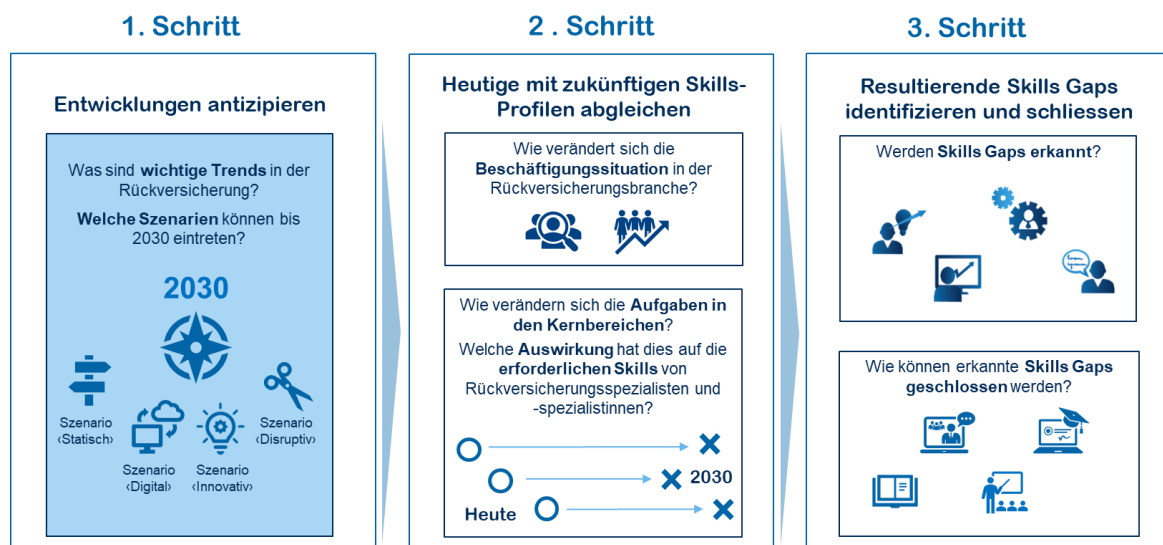 1. Schritt
Entwicklungen antizipieren
Was sind wichtige Trends in der
Rückversicherung?
Welche Szenarien können bis
2030 eintreten?
2030
Szenario
‹Statisch›
Szenario
‹Digital›
Szenario
‹Innovativ›
Szenario
‹Disruptiv›
2 . Schritt
Heutige mit zukünftigen Skills-
Profilen abgleichen
Wie verändert sich die
Beschäftigungssituation in der
Rückversicherungsbranche?
Wie verändern sich die Aufgaben in
den Kernbereichen?
Welche Auswirkung hat dies auf die
erforderlichen Skills von
Rückversicherungsspezialisten und
-spezialistinnen?
2030
Heute
3. Schritt
Resultierende Skills Gaps
identifizieren und schliessen
Werden Skills Gaps erkannt?
Wie können erkannte Skills Gaps
geschlossen werden?